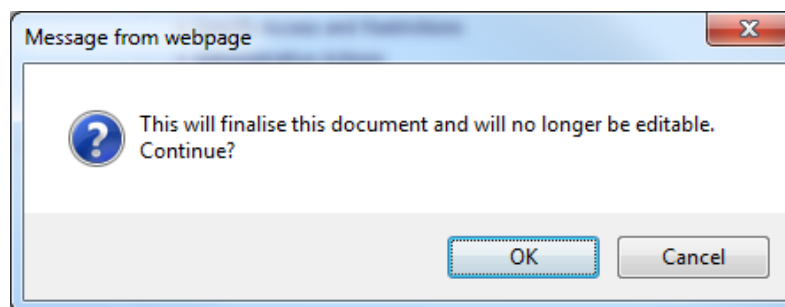 Message from webpage
This will finalise this document and will no longer be editable.
Continue?
OK
Cancel